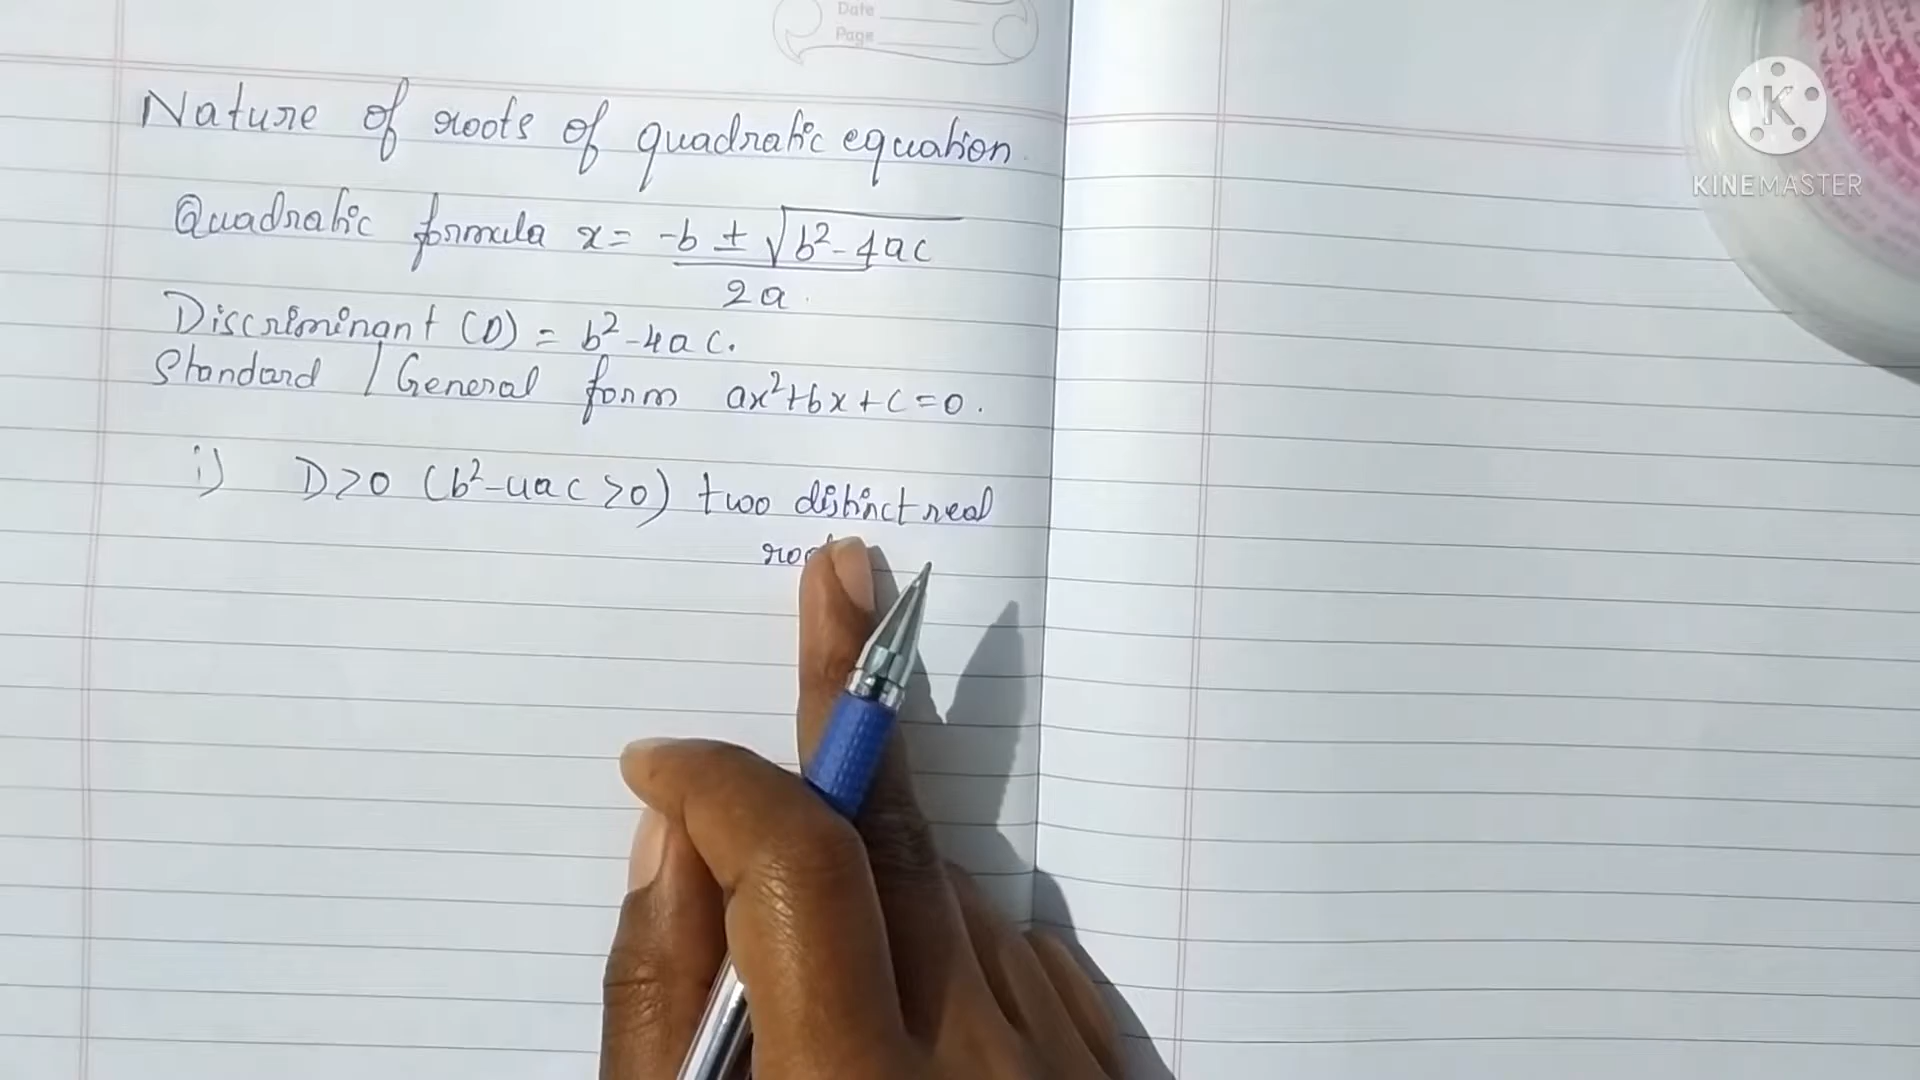 Date
Page
Nature of roots of quadratic equation.
Quadratic formula x = -b ± √b²-4ac
2a.
Discriminant (D) = b²-4ac.
Standard / General form ax²+bx+c=0.
i) D>0 (b²-4ac>0) two distinct real
K
KINEMASTER